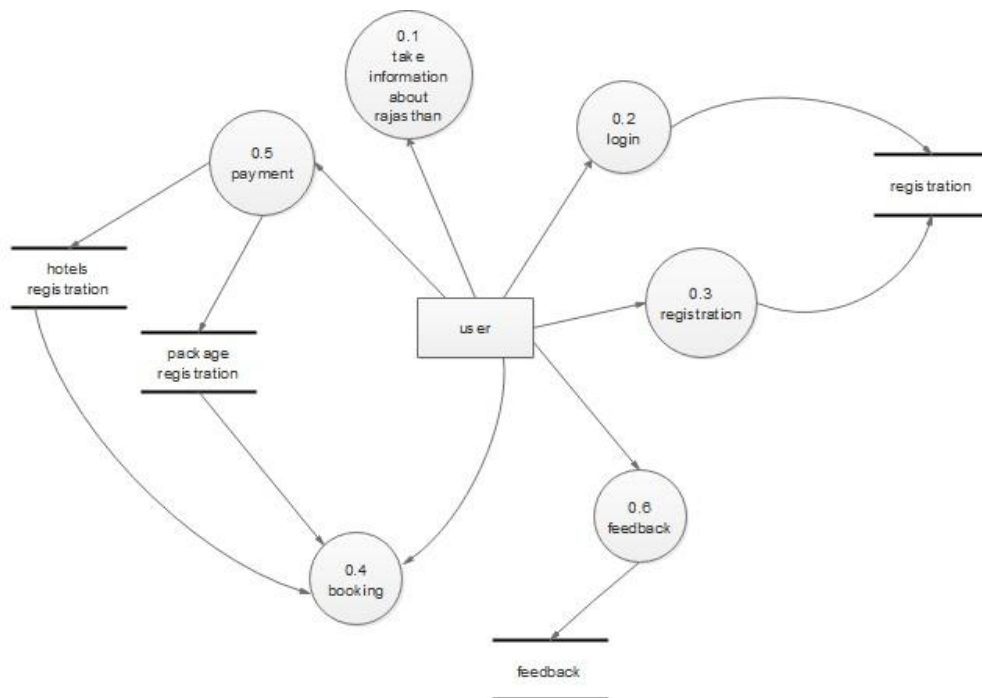 0.1
take
information
about
rajasthan
0.2
login
0.5
payment
registration
hotels
registration
0.3
registration
user
package
registration
0.6
feedback
0.4
booking
feedback